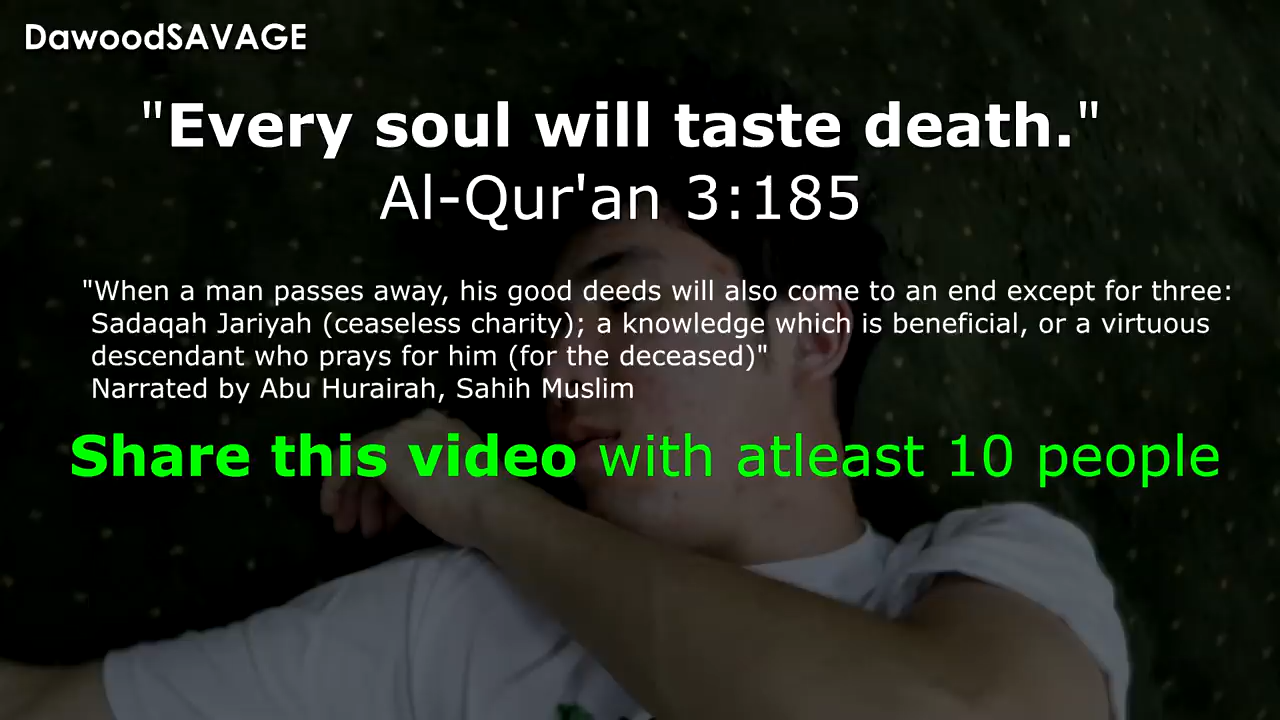 DawoodSAVAGE
"Every soul will taste death."
Al-Qur'an 3:185
"When a man passes away, his good deeds will also come to an end except for three:
Sadaqah Jariyah (ceaseless charity); a knowledge which is beneficial, or a virtuous
descendant who prays for him (for the deceased)"
Narrated by Abu Hurairah, Sahih Muslim
Share this video with atleast 10 people